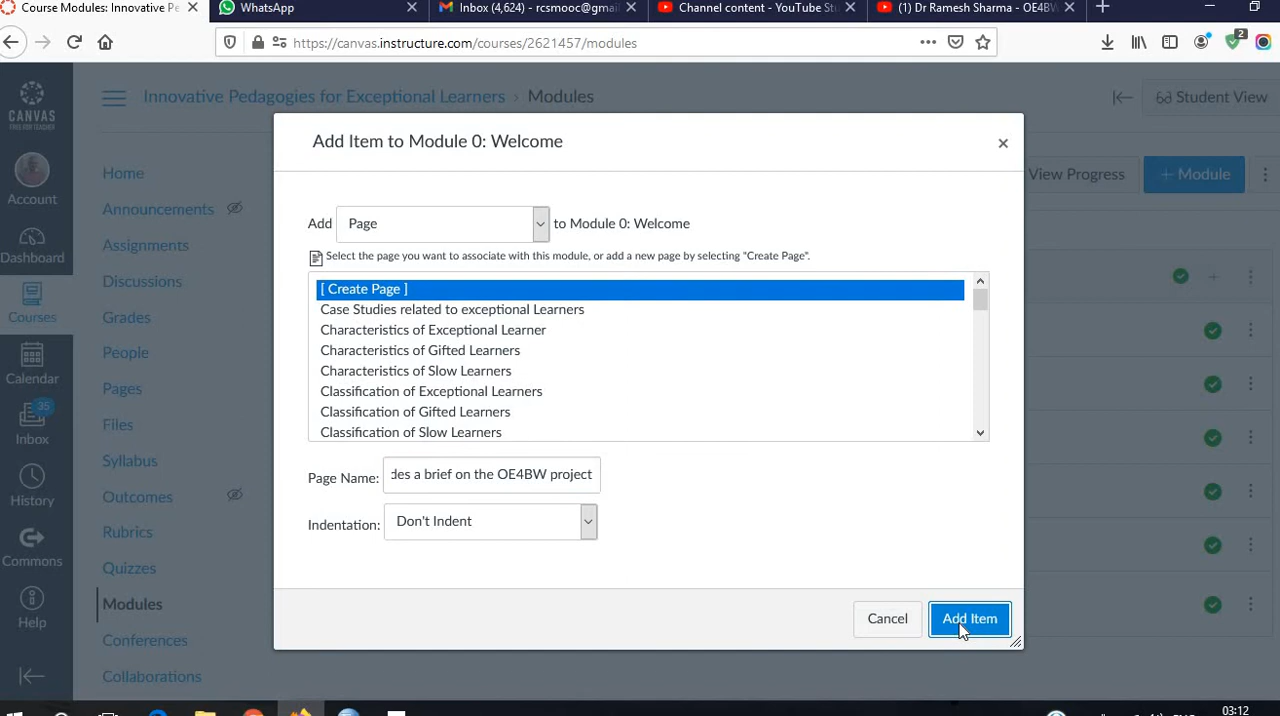 Course Modules: Innovative Pe
WhatsApp
Inbox (4,624) - rcsmooc@gmai
Channel content - YouTube Stu
(1) Dr Ramesh Sharma - OE4BW
https://canvas.instructure.com/courses/2621457/modules
2
CANVAS
FREE FOR TEACHER
Innovative Pedagogies for Exceptional Learners > Modules
Student View
Account
Dashboard
Courses
Calendar
35
Inbox
History
Commons
Help
Home
Announcements
Assignments
Discussions
Grades
People
Pages
Files
Syllabus
Outcomes
Rubrics
Quizzes
Modules
Conferences
Collaborations
View Progress
+ Module
Add Item to Module 0: Welcome
×
Add Page to Module 0: Welcome
Select the page you want to associate with this module, or add a new page by selecting "Create Page".
[ Create Page ]
Case Studies related to exceptional Learners
Characteristics of Exceptional Learner
Characteristics of Gifted Learners
Characteristics of Slow Learners
Classification of Exceptional Learners
Classification of Gifted Learners
Classification of Slow Learners
Page Name: des a brief on the OE4BW project
Indentation: Don't Indent
Cancel
Add Item
03:12